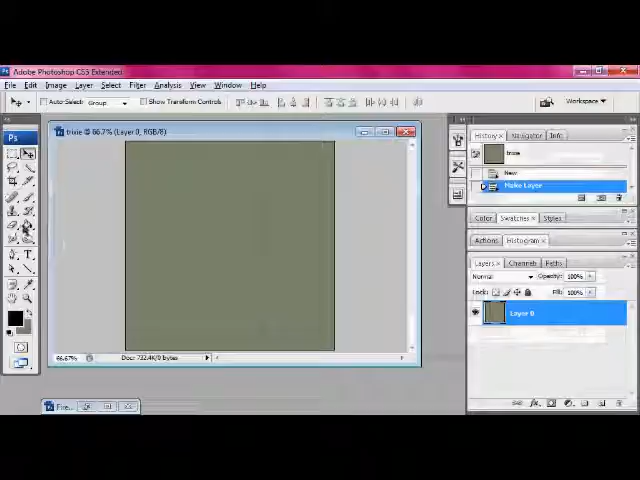 Ps Adobe Photoshop CS3 Extended
File Edit Image Layer Select Filter Analysis View Window Help
Auto-Select: Group Show Transform Controls Workspace
trixie @ 66.7% (Layer 0, RGB/8)
Ps
T
66.67% Doc: 732.4K/0 bytes
Fire...
History × Navigator Info
trixie
New
Make Layer
Color Swatches × Styles
Actions Histogram ×
Layers × Channels Paths
Normal Opacity: 100%
Lock: Fill: 100%
Layer 0